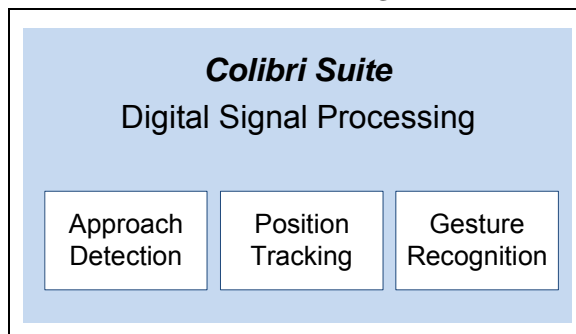 Colibri Suite
Digital Signal Processing
Approach
Detection
Position
Tracking
Gesture
Recognition